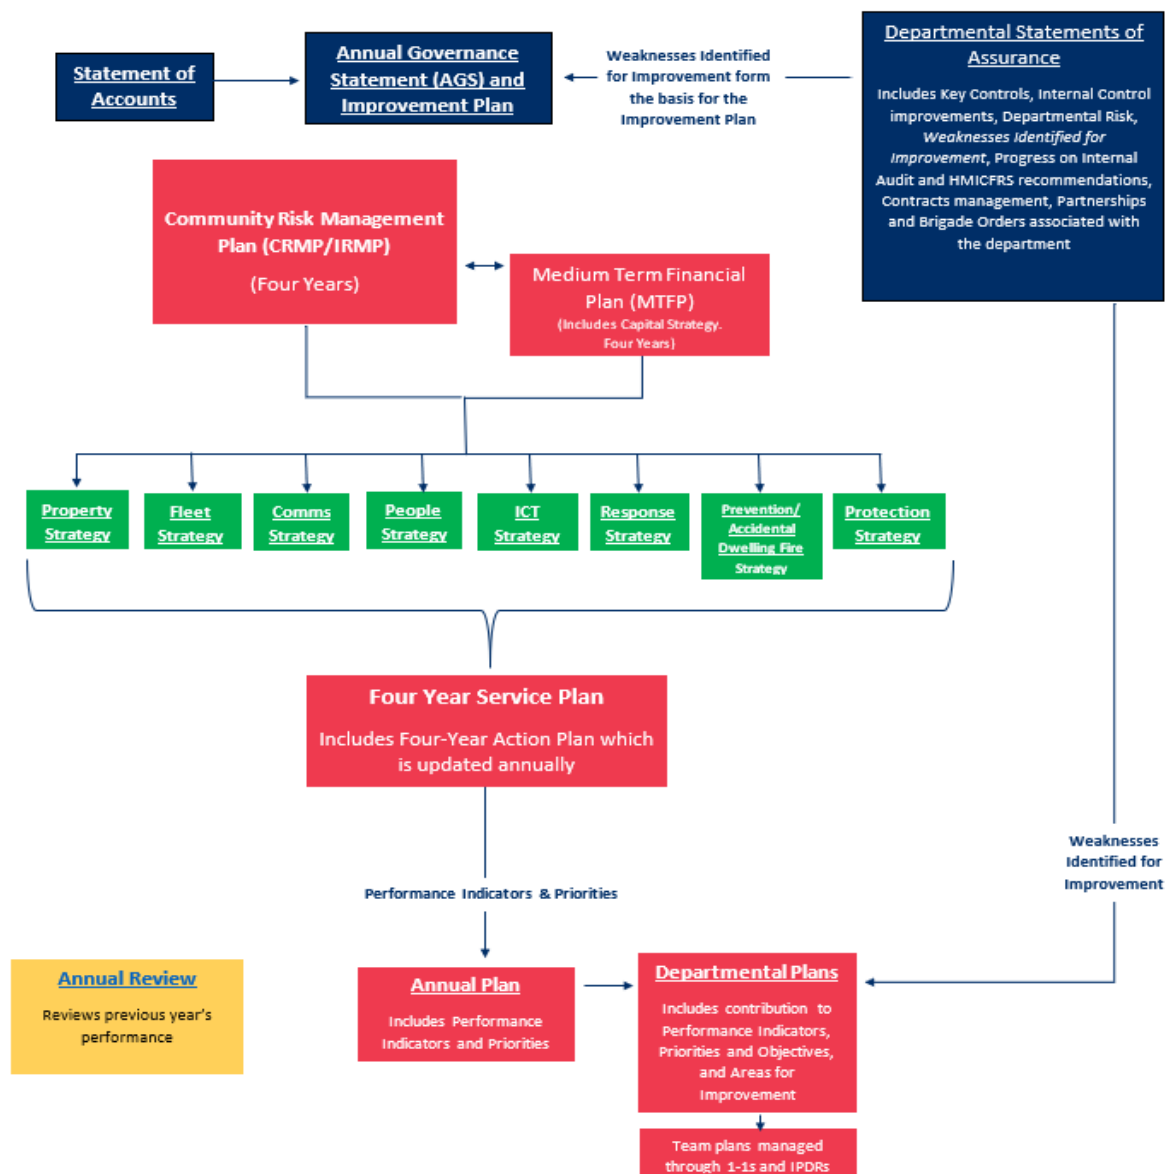 Statement of
Accounts
Annual Governance
Statement (AGS) and
Improvement Plan
Weaknesses Identified
for Improvement form
the basis for the
Improvement Plan
Departmental Statements of
Assurance
Includes Key Controls, Internal Control
improvements, Departmental Risk,
Weaknesses Identified for
Improvement, Progress on Internal
Audit and HMICFRS recommendations,
Contracts management, Partnerships
and Brigade Orders associated with
the department
Community Risk Management
Plan (CRMP/IRMP)
(Four Years)
Medium Term Financial
Plan (MTFP)
(Includes Capital Strategy.
Four Years)
Property
Strategy
Fleet
Strategy
Comms
Strategy
People
Strategy
ICT
Strategy
Response
Strategy
Prevention/
Accidental
Dwelling Fire
Strategy
Protection
Strategy
Four Year Service Plan
Includes Four-Year Action Plan which
is updated annually
Weaknesses
Identified for
Improvement
Performance Indicators & Priorities
Annual Review
Reviews previous year's
performance
Annual Plan
Includes Performance
Indicators and Priorities
Departmental Plans
Includes contribution to
Performance Indicators,
Priorities and Objectives,
and Areas for
Improvement
Team plans managed
through 1-1s and IPDRs